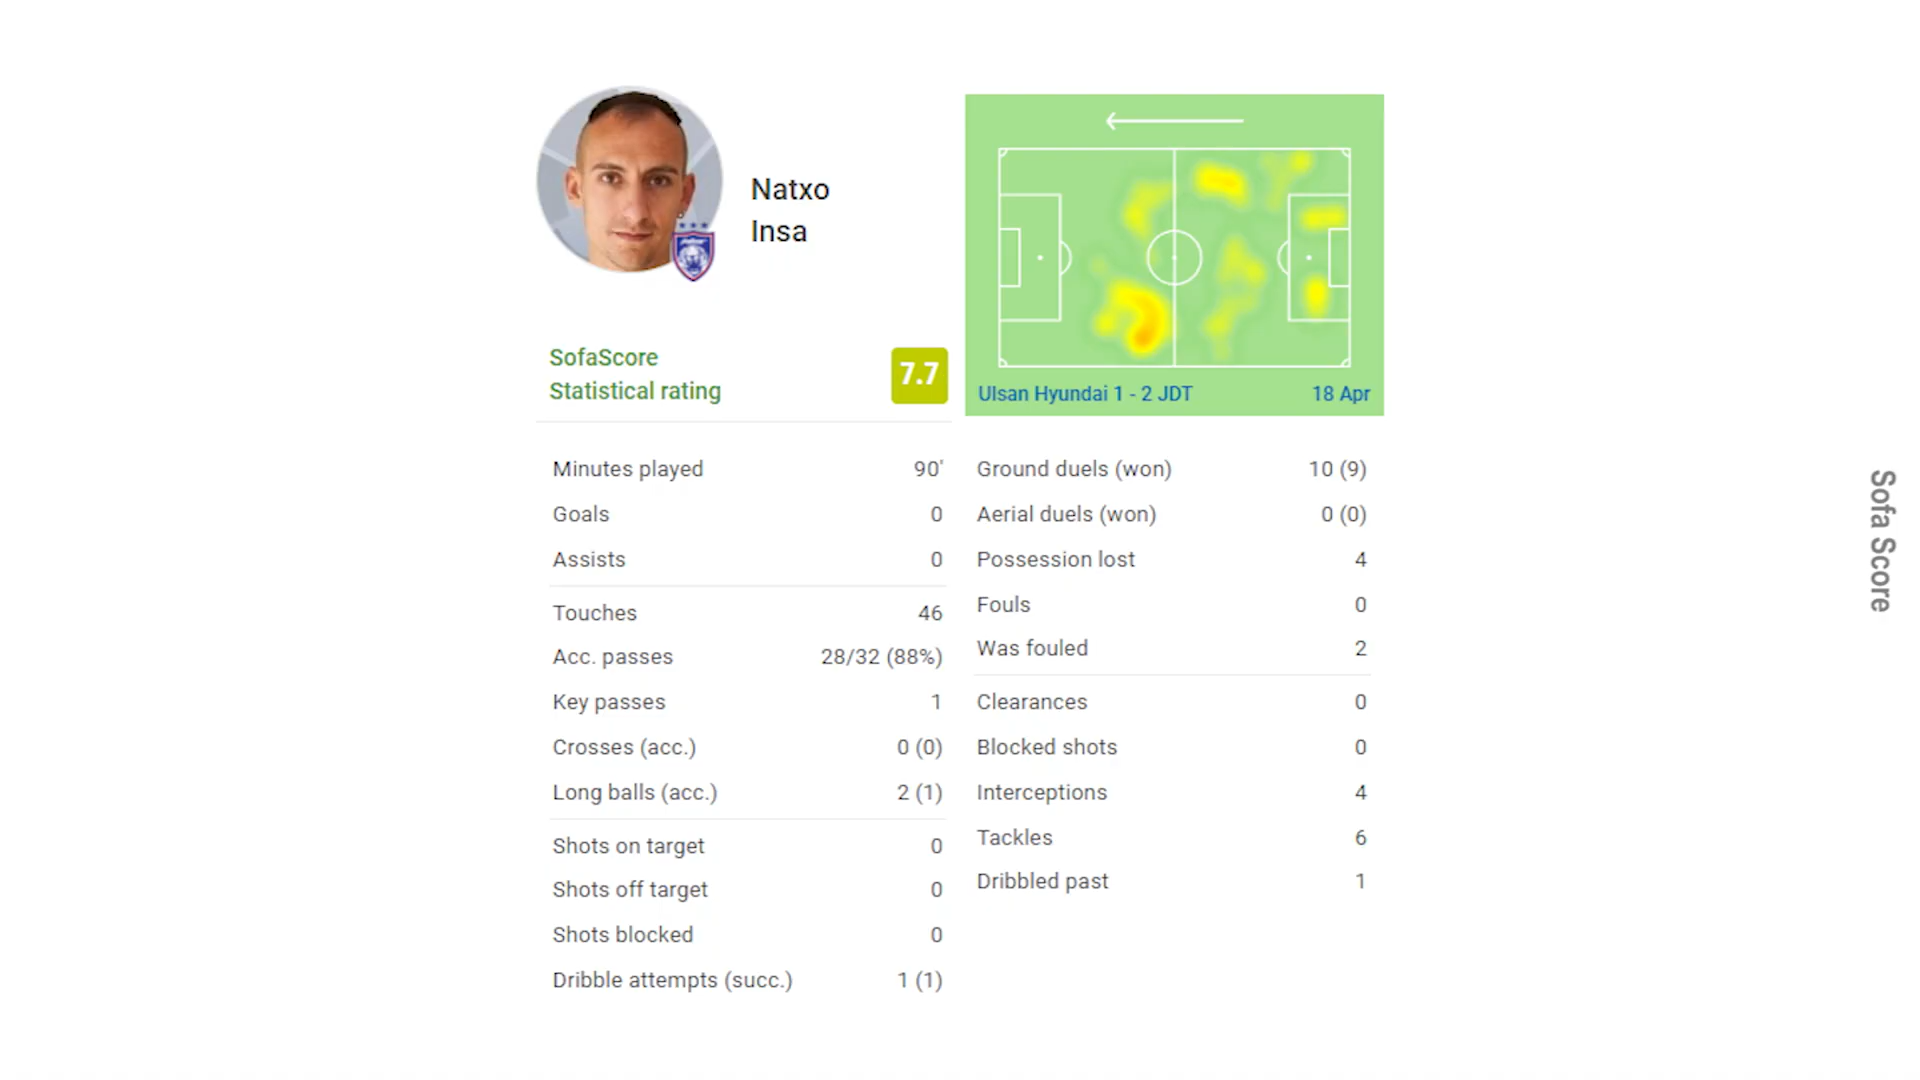 Natxo
Insa
SofaScore
Statistical rating
7.7
Ulsan Hyundai 1 - 2 JDT 18 Apr
Minutes played 90'
Goals 0
Assists 0
Touches 46
Acc. passes 28/32 (88%)
Key passes 1
Crosses (acc.) 0 (0)
Long balls (acc.) 2 (1)
Shots on target 0
Shots off target 0
Shots blocked 0
Dribble attempts (succ.) 1 (1)
Ground duels (won) 10 (9)
Aerial duels (won) 0 (0)
Possession lost 4
Fouls 0
Was fouled 2
Clearances 0
Blocked shots 0
Interceptions 4
Tackles 6
Dribbled past 1
Sofa Score